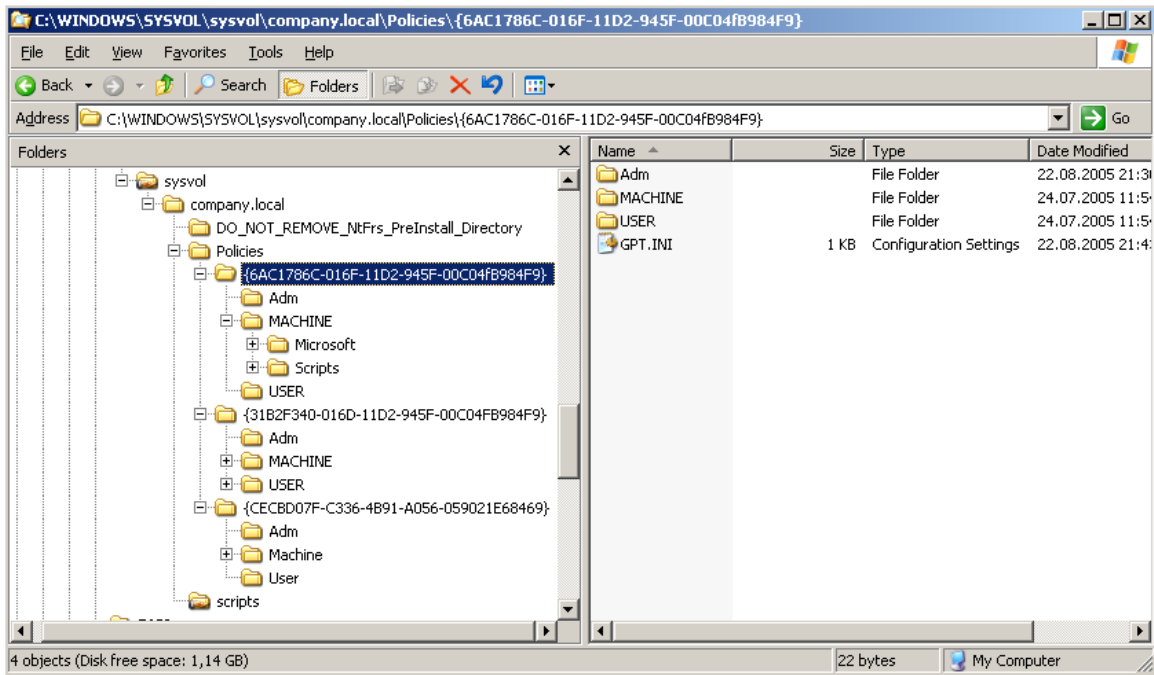 C:\WINDOWS\SYSVOL\sysvol\company.local\Policies\{6AC1786C-016F-11D2-945F-00C04fB984F9}
File Edit View Favorites Tools Help
Back Search Folders
Address C:\WINDOWS\SYSVOL\sysvol\company.local\Policies\{6AC1786C-016F-11D2-945F-00C04fB984F9} Go
Folders
sysvol
company.local
DO_NOT_REMOVE_NtFrs_PreInstall_Directory
Policies
{6AC1786C-016F-11D2-945F-00C04fB984F9}
Adm
MACHINE
Microsoft
Scripts
USER
{31B2F340-016D-11D2-945F-00C04FB984F9}
Adm
MACHINE
USER
{CECBD07F-C336-4B91-A056-059021E68469}
Adm
Machine
User
scripts
Name Size Type Date Modified
Adm File Folder 22.08.2005 21:3
MACHINE File Folder 24.07.2005 11:5
USER File Folder 24.07.2005 11:5
GPT.INI 1 KB Configuration Settings 22.08.2005 21:4
4 objects (Disk free space: 1,14 GB) 22 bytes My Computer